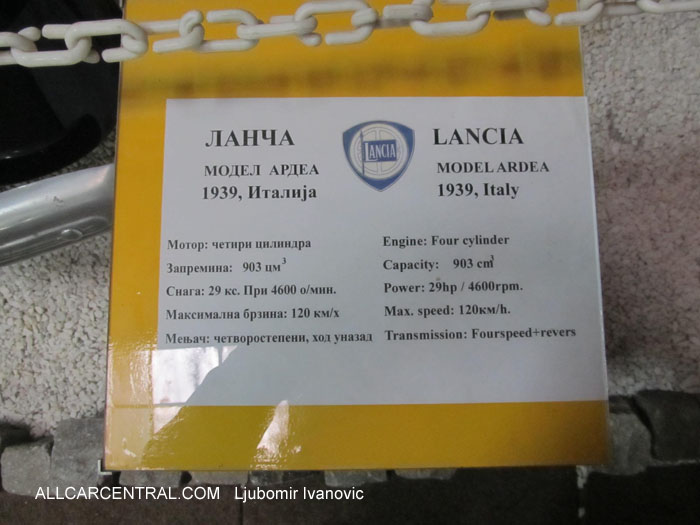 ЛАНЧА
МОДЕЛ АРДЕА
1939, Италија
LANCIA
LANCIA
MODEL ARDEA
1939, Italy
Мотор: четири цилиндра
Запремина: 903 цм³
Снага: 29 кс. При 4600 о/мин.
Максимална брзина: 120 км/х
Мењач: четворостепени, ход уназад
Engine: Four cylinder
Capacity: 903 cm³
Power: 29hp / 4600rpm.
Max. speed: 120км/h.
Transmission: Fourspeed+revers
ALLCARCENTRAL.COM Ljubomir Ivanovic